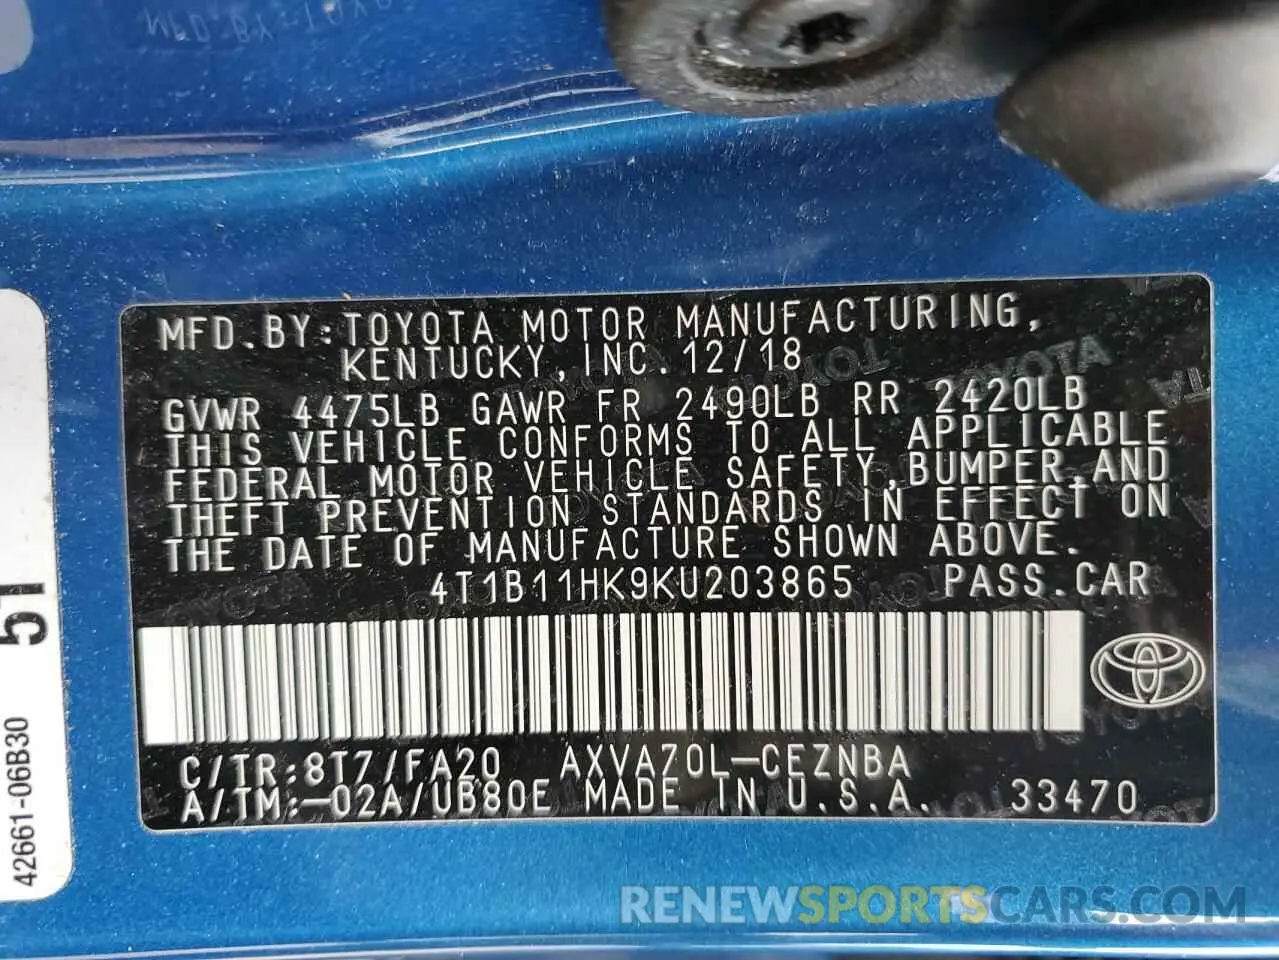 MFD.BY:TOYOTA MOTOR MANUFACTURING,
KENTUCKY,INC.12/18
GVWR 4475LB GAWR FR 2490LB RR 2420LB
THIS VEHICLE CONFORMS TO ALL APPLICABLE
FEDERAL MOTOR VEHICLE SAFETY,BUMPER,AND
THEFT PREVENTION STANDARDS IN EFFECT ON
THE DATE OF MANUFACTURE SHOWN ABOVE.
4T1B11HK9KU203865 PASS.CAR
C/TR:8T7/FA20 AXVA70L-CEZNBA
A/TM:-02A/UB80E MADE IN U.S.A. 33470
51
42661-06B30
RENEWSPORTSCARS.COM